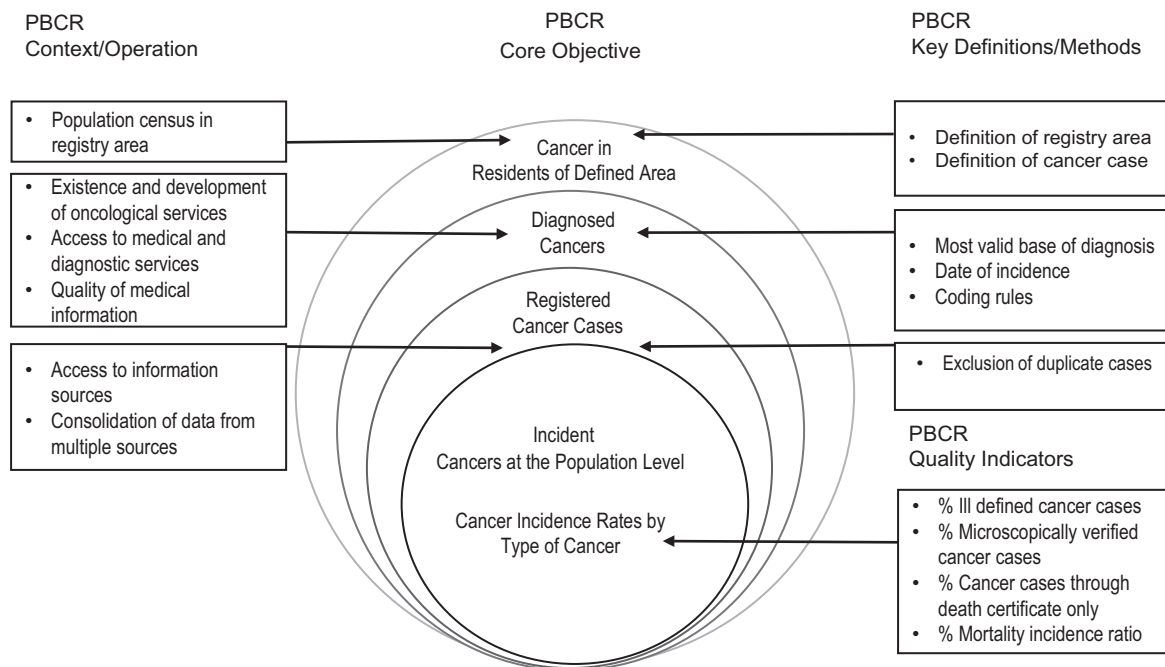 PBCR
Context/Operation
PBCR
Core Objective
PBCR
Key Definitions/Methods
• Population census in
registry area
• Existence and development
of oncological services
• Access to medical and
diagnostic services
• Quality of medical
information
• Access to information
sources
• Consolidation of data from
multiple sources
Cancer in
Residents of Defined Area
Diagnosed
Cancers
Registered
Cancer Cases
Incident
Cancers at the Population Level
Cancer Incidence Rates by
Type of Cancer
• Definition of registry area
• Definition of cancer case
• Most valid base of diagnosis
• Date of incidence
• Coding rules
• Exclusion of duplicate cases
PBCR
Quality Indicators
• % Ill defined cancer cases
• % Microscopically verified
cancer cases
• % Cancer cases through
death certificate only
• % Mortality incidence ratio